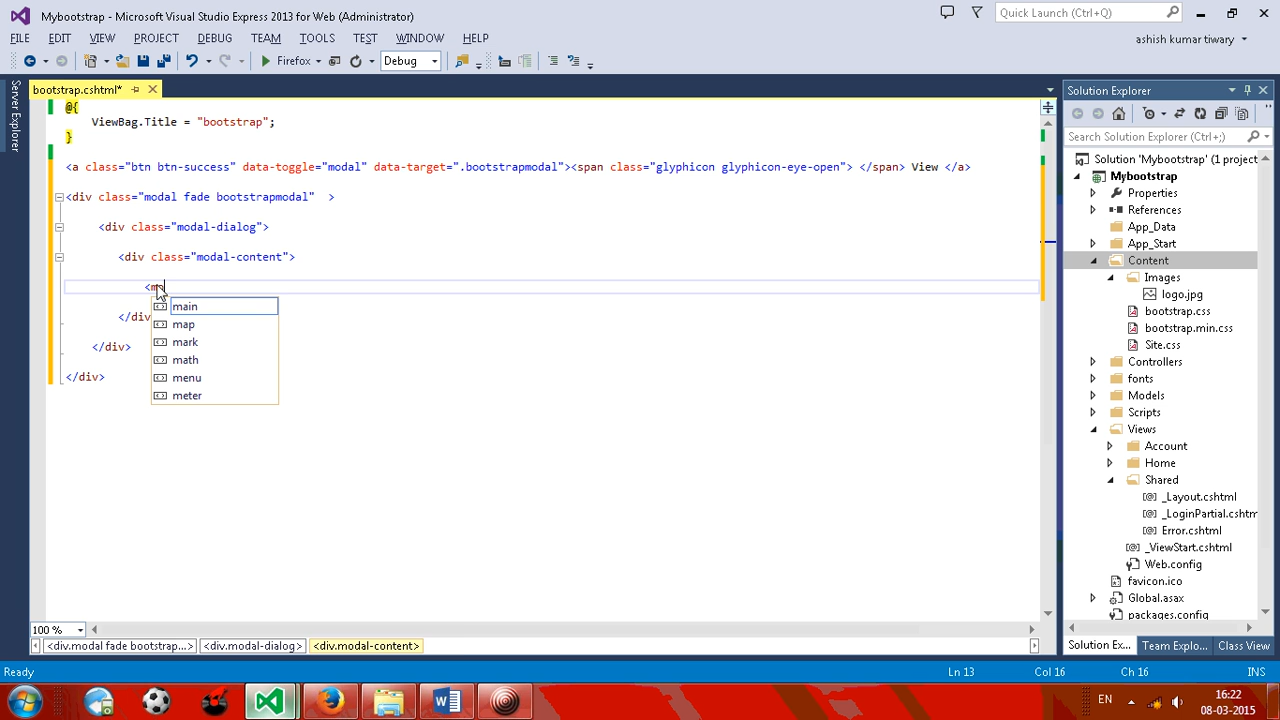 Mybootstrap - Microsoft Visual Studio Express 2013 for Web (Administrator)
Quick Launch (Ctrl+Q)
FILE EDIT VIEW PROJECT DEBUG TEAM TOOLS TEST WINDOW HELP
ashish kumar tiwary
Firefox
Debug
Server Explorer
bootstrap.cshtml*
@{
ViewBag.Title = "bootstrap";
}
<a class="btn btn-success" data-toggle="modal" data-target=".bootstrapmodal"><span class="glyphicon glyphicon-eye-open"> </span> View </a>
<div class="modal fade bootstrapmodal"  >
<div class="modal-dialog">
<div class="modal-content">
main
map
mark
math
menu
meter
</div
</div>
</div>
100 %
<div.modal fade bootstrap...> <div.modal-dialog> <div.modal-content>
Solution Explorer
Search Solution Explorer (Ctrl+;)
Solution 'Mybootstrap' (1 project
Mybootstrap
Properties
References
App_Data
App_Start
Content
Images
logo.jpg
bootstrap.css
bootstrap.min.css
Site.css
Controllers
fonts
Models
Scripts
Views
Account
Home
Shared
_Layout.cshtml
_LoginPartial.cshtm
Error.cshtml
_ViewStart.cshtml
Web.config
favicon.ico
Global.asax
packages.config
Solution Ex... Team Explo... Class View
Ready
Ln 13 Col 16 Ch 16 INS
EN
16:22
08-03-2015